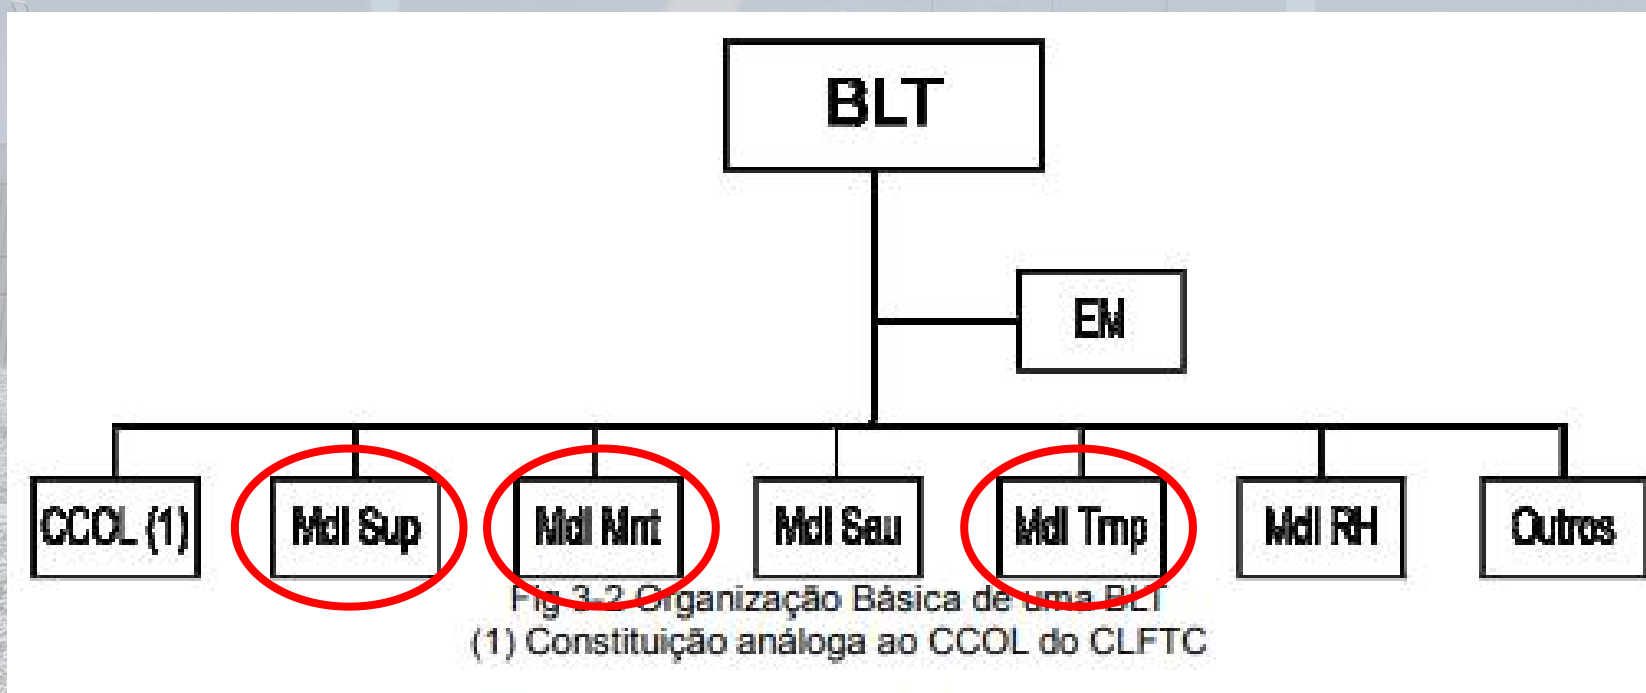 BLT
EM
CCOL (1) Mdl Sup Mdl Mnt Mdl Sau Mdl Trnp Mdl RH Outros
Fig 3-2 Organização Básica de uma BLT
(1) Constituição análoga ao CCOL do CLFTC